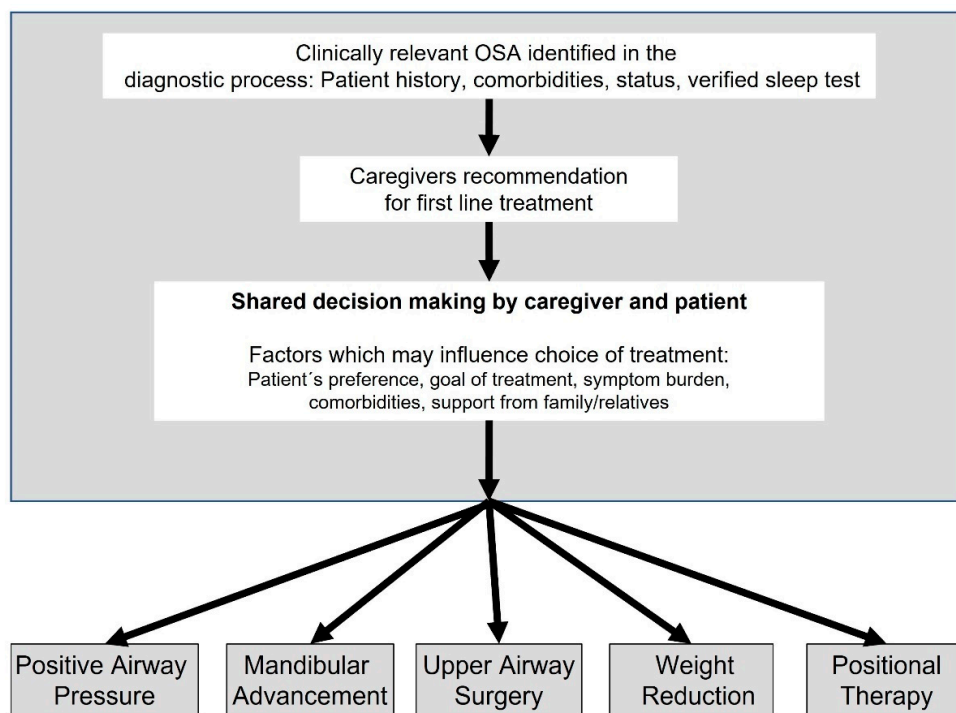 Clinically relevant OSA identified in the
diagnostic process: Patient history, comorbidities, status, verified sleep test
Caregivers recommendation
for first line treatment
Shared decision making by caregiver and patient
Factors which may influence choice of treatment:
Patient´s preference, goal of treatment, symptom burden,
comorbidities, support from family/relatives
Positive Airway
Pressure
Mandibular
Advancement
Upper Airway
Surgery
Weight
Reduction
Positional
Therapy